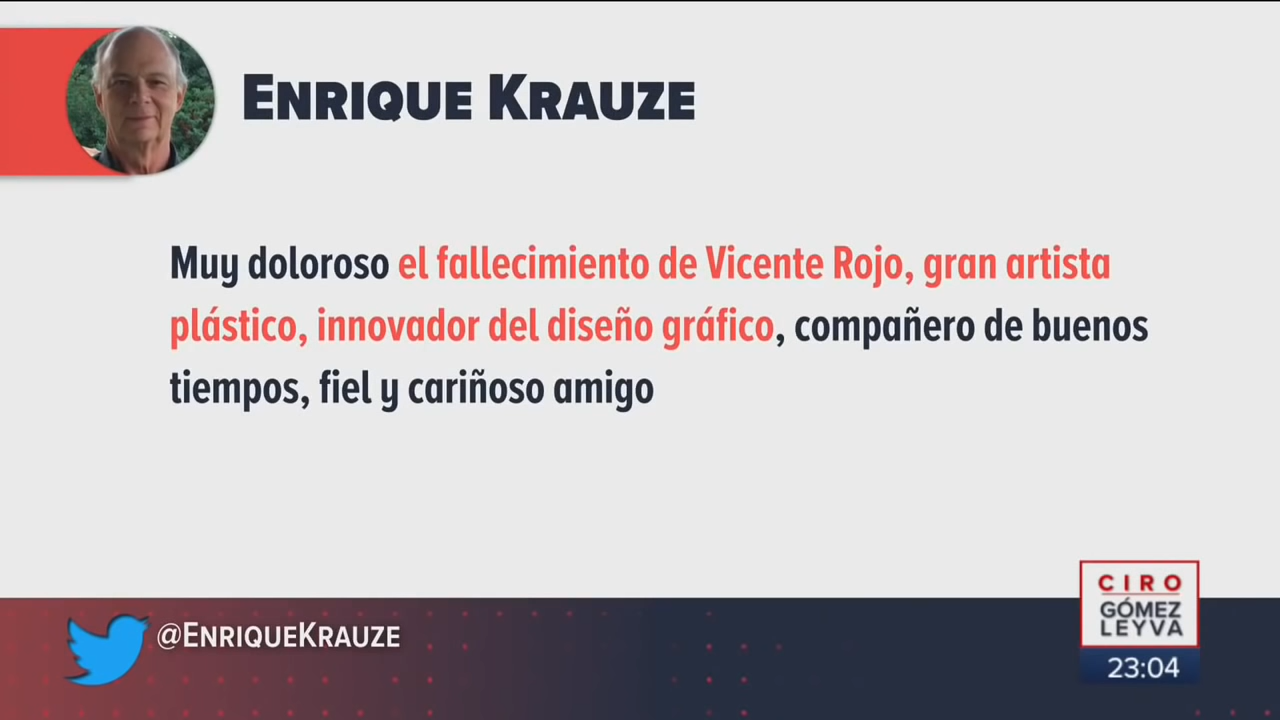 ENRIQUE KRAUZE
Muy doloroso el fallecimiento de Vicente Rojo, gran artista
plástico, innovador del diseño gráfico, compañero de buenos
tiempos, fiel y cariñoso amigo
@ENRIQUEKRAUZE
CIRO
GÓMEZ
LEYVA
23:04